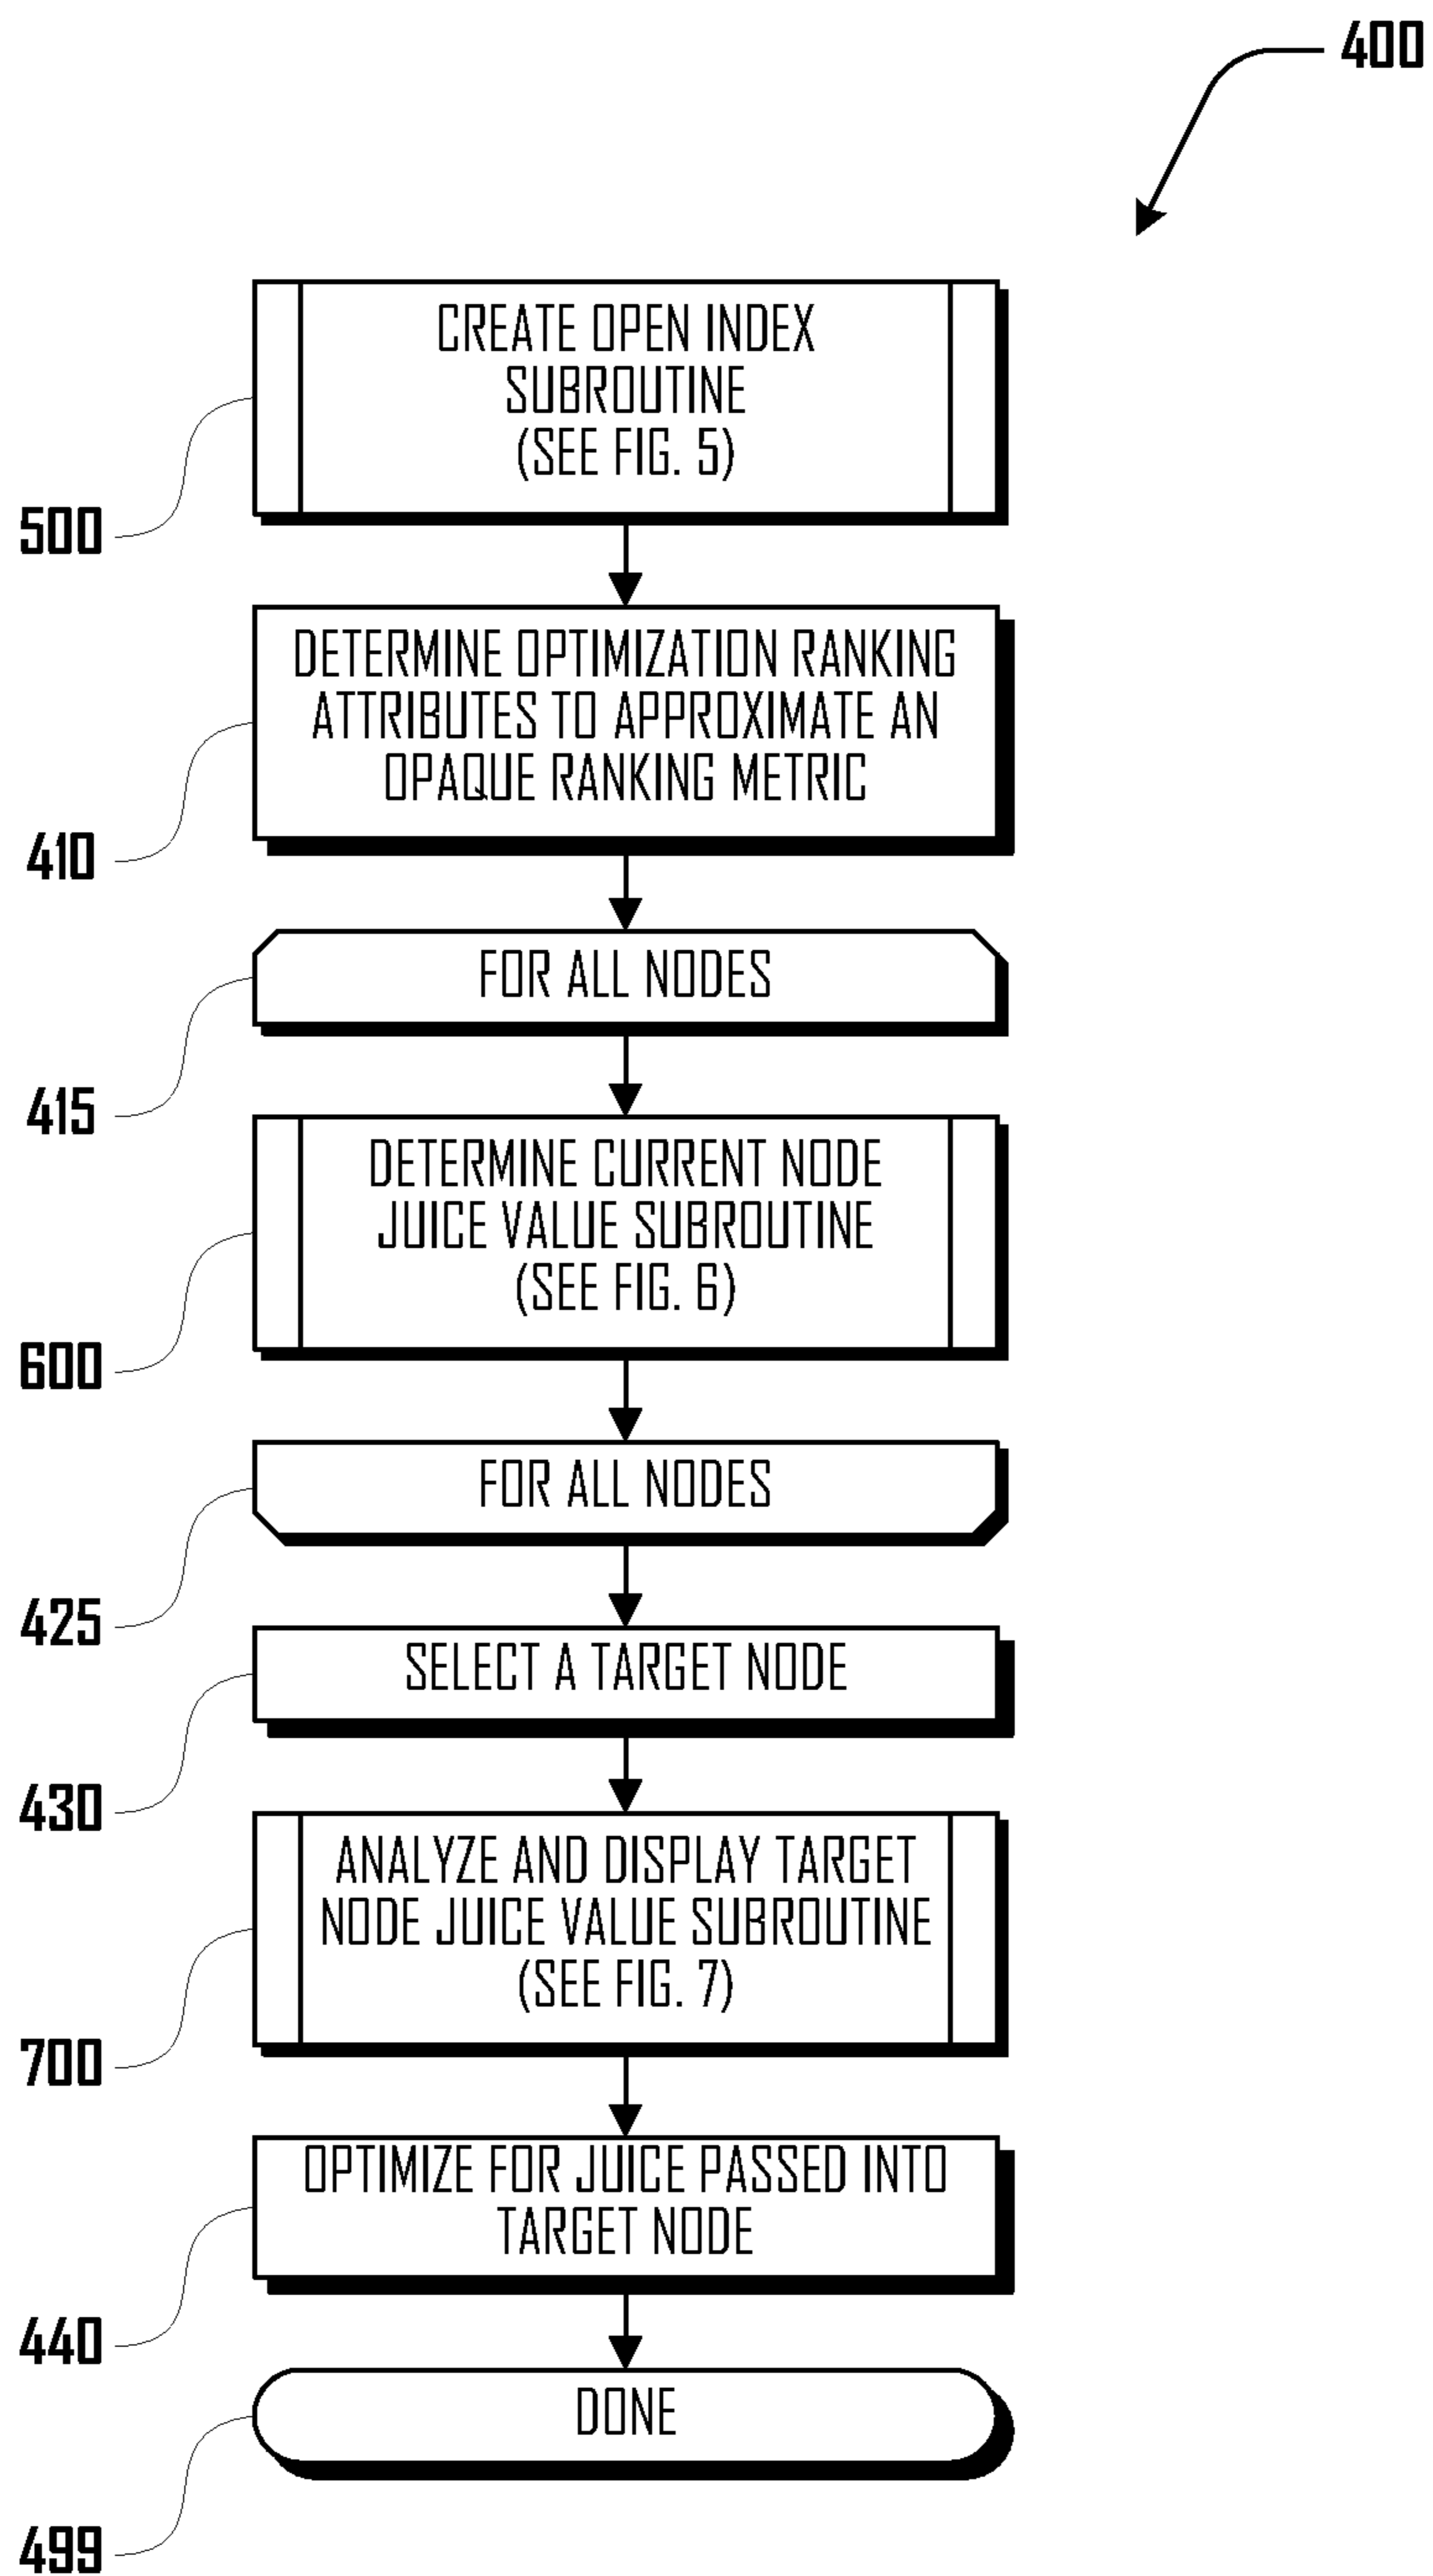 400
CREATE OPEN INDEX
SUBROUTINE
(SEE FIG. 5)
500
DETERMINE OPTIMIZATION RANKING
ATTRIBUTES TO APPROXIMATE AN
OPAQUE RANKING METRIC
410
FOR ALL NODES
415
DETERMINE CURRENT NODE
JUICE VALUE SUBROUTINE
(SEE FIG. 6)
600
FOR ALL NODES
425
SELECT A TARGET NODE
430
ANALYZE AND DISPLAY TARGET
NODE JUICE VALUE SUBROUTINE
(SEE FIG. 7)
700
OPTIMIZE FOR JUICE PASSED INTO
TARGET NODE
440
DONE
499